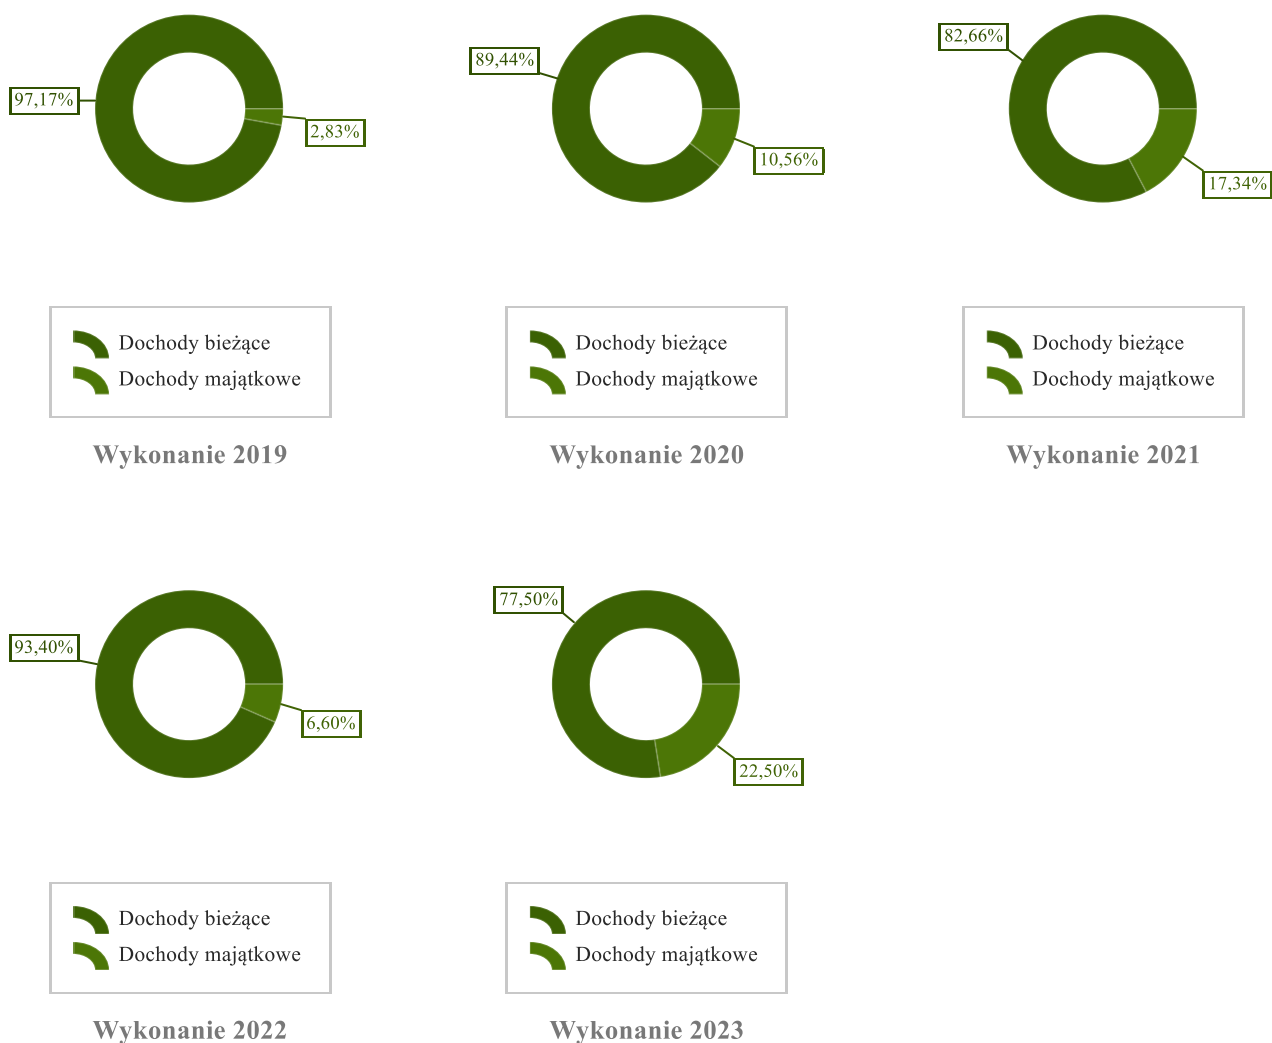 97,17%
2,83%
Dochody bieżące
Dochody majątkowe
Wykonanie 2019
89,44%
10,56%
Dochody bieżące
Dochody majątkowe
Wykonanie 2020
82,66%
17,34%
Dochody bieżące
Dochody majątkowe
Wykonanie 2021
93,40%
6,60%
Dochody bieżące
Dochody majątkowe
Wykonanie 2022
77,50%
22,50%
Dochody bieżące
Dochody majątkowe
Wykonanie 2023